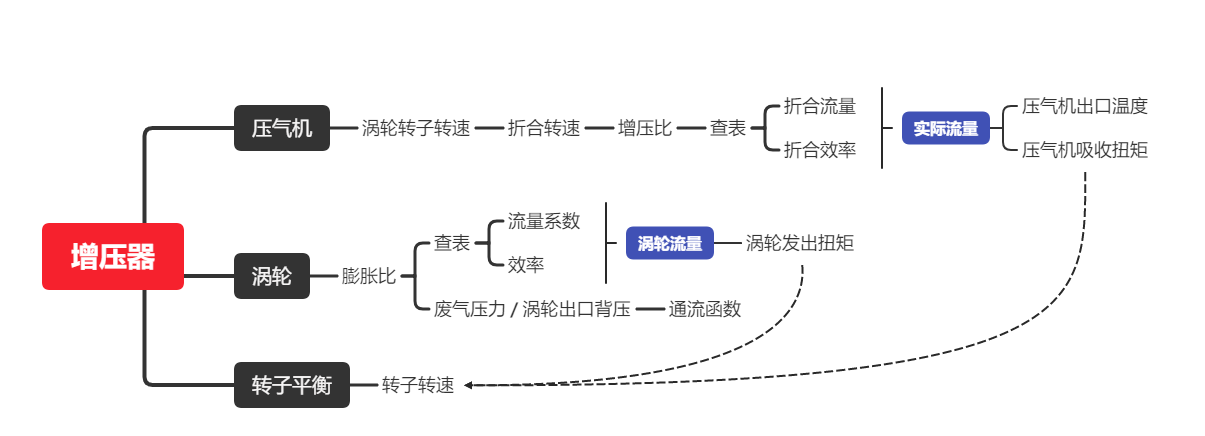 增压器
压气机
涡轮转子转速
折合转速
增压比
查表
折合流量
折合效率
实际流量
压气机出口温度
压气机吸收扭矩
涡轮
膨胀比
查表
流量系数
效率
涡轮流量
涡轮发出扭矩
废气压力 / 涡轮出口背压
通流函数
转子平衡
转子转速